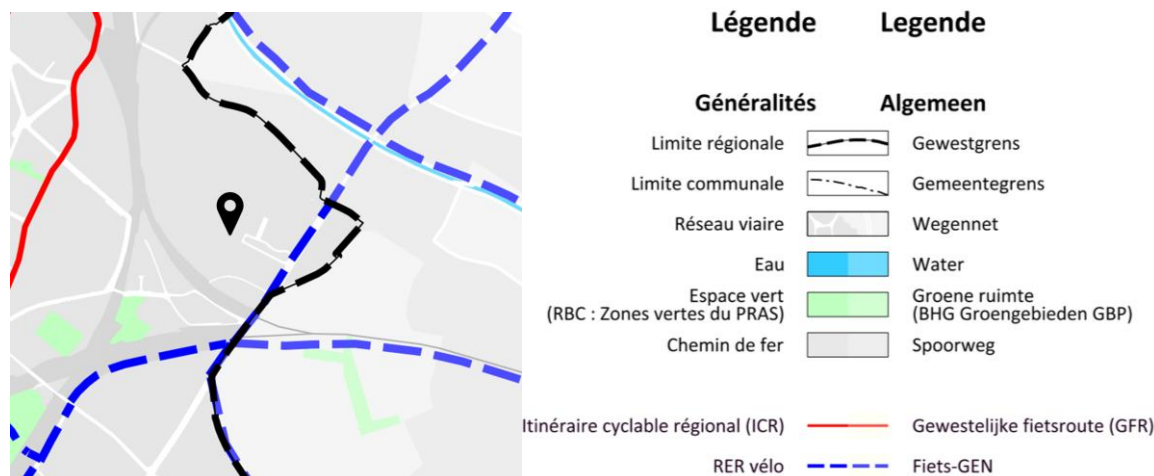 Légende Legende
Généralités Algemeen
Limite régionale Gewestgrens
Limite communale Gemeentegrens
Réseau viaire Wegennet
Eau Water
Espace vert Groene ruimte
(RBC : Zones vertes du PRAS) (BHG Groengebieden GBP)
Chemin de fer Spoorweg
Itinéraire cyclable régional (ICR) Gewestelijke fietsroute (GFR)
RER vélo Fiets-GEN